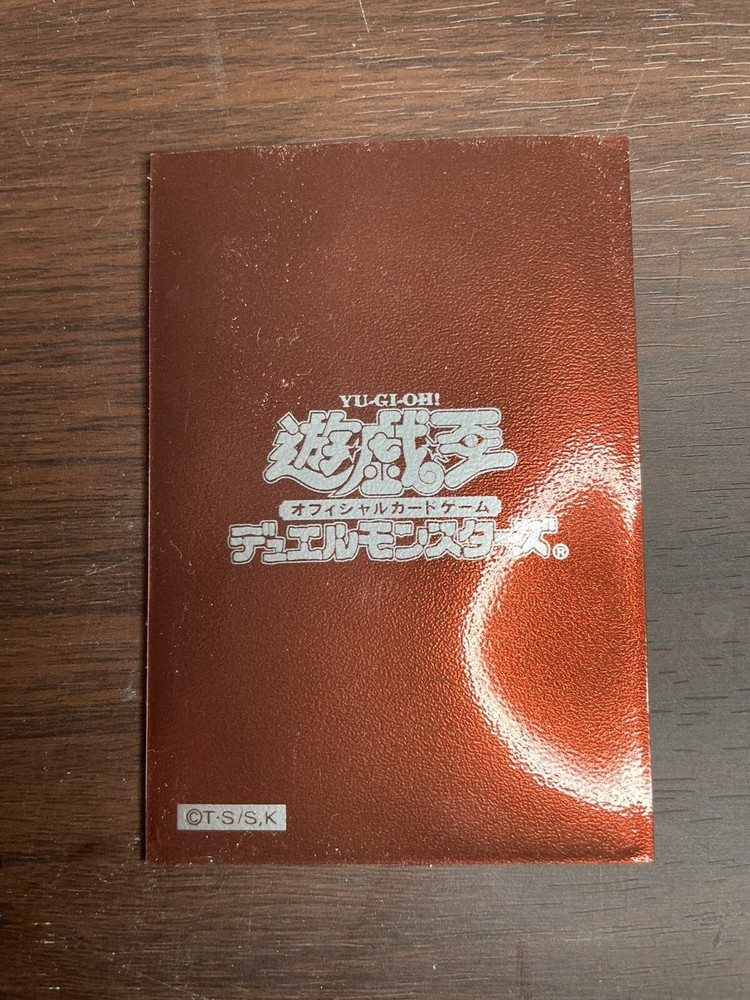 YU-GI-OH!
遊戯王
オフィシャルカードゲーム
デュエルモンスターズ®
©T·S/S,K